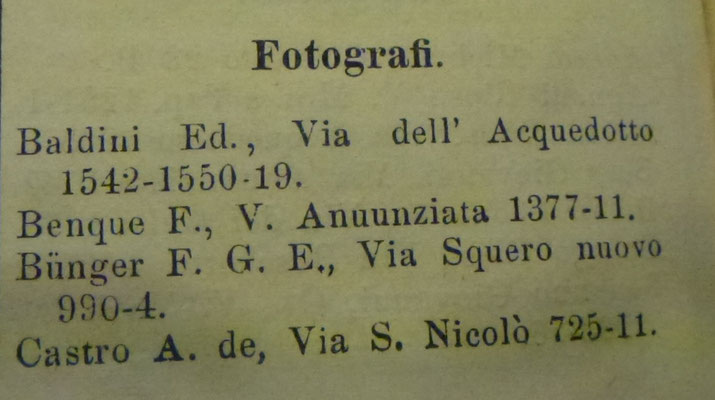 Fotografi.
Baldini Ed., Via dell' Acquedotto
1542-1550-19.
Benque F., V. Anuunziata 1377-11.
Bünger F. G. E., Via Squero nuovo
990-4.
Castro A. de, Via S. Nicolò 725-11.